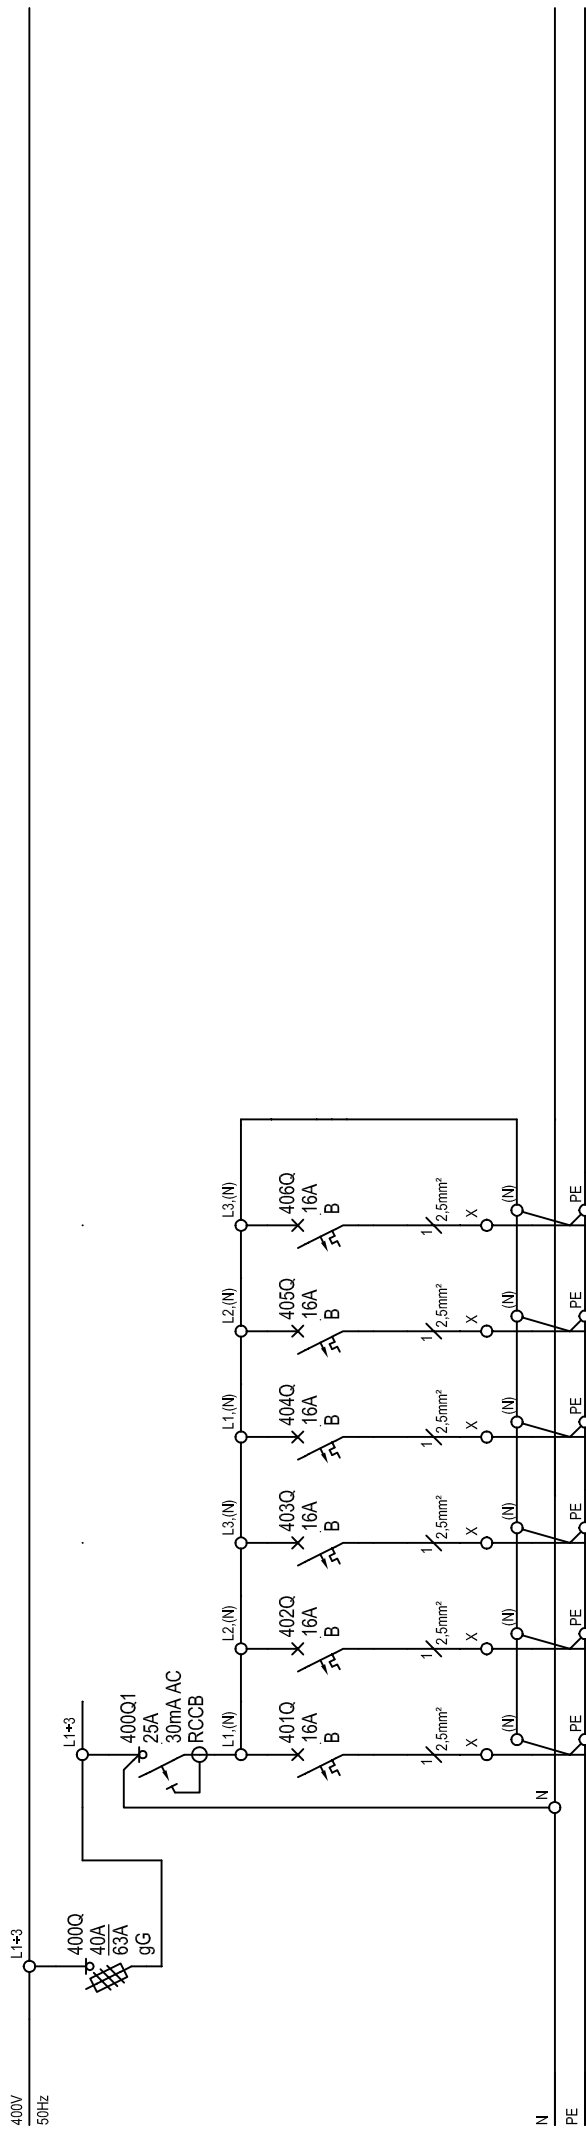 400V
50Hz
L1÷3
400Q
40A
63A
gG
L1÷3
400Q1
25A
30mA AC
RCCB
L1,(N)
L2,(N)
L3,(N)
L1,(N)
L2,(N)
L3,(N)
401Q
16A
B
402Q
16A
B
403Q
16A
B
404Q
16A
B
405Q
16A
B
406Q
16A
B
1
2,5mm²
1
2,5mm²
1
2,5mm²
1
2,5mm²
1
2,5mm²
1
2,5mm²
X
X
X
X
X
X
(N)
(N)
(N)
(N)
(N)
(N)
N
N
PE
PE
PE
PE
PE
PE
PE